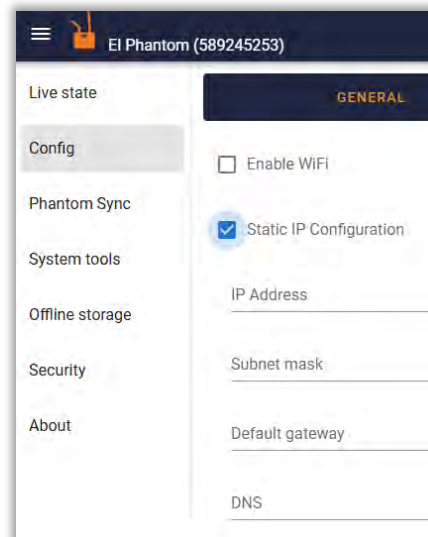 El Phantom (589245253)
Live state
Config
Phantom Sync
System tools
Offline storage
Security
About
GENERAL
Enable WiFi
Static IP Configuration
IP Address
Subnet mask
Default gateway
DNS